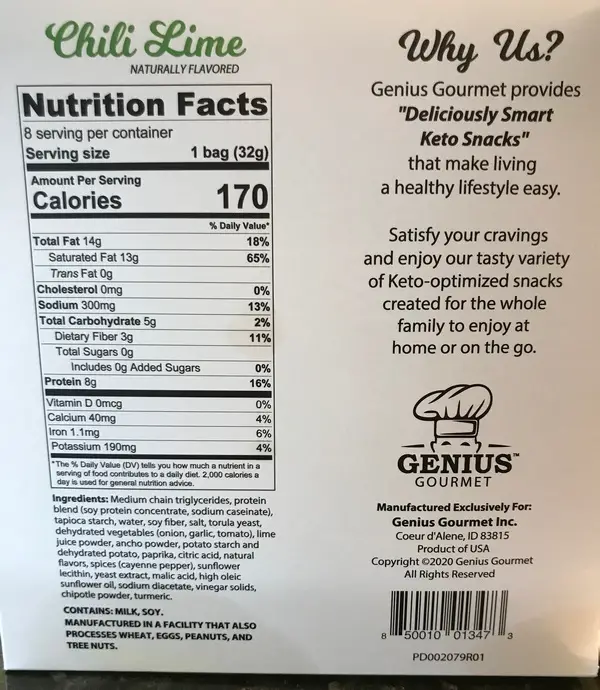 Chili Lime
NATURALLY FLAVORED
Nutrition Facts
8 serving per container
Serving size 1 bag (32g)
Amount Per Serving
Calories 170
% Daily Value*
Total Fat 14g 18%
Saturated Fat 13g 65%
Trans Fat 0g
Cholesterol 0mg 0%
Sodium 300mg 13%
Total Carbohydrate 5g 2%
Dietary Fiber 3g 11%
Total Sugars 0g
Includes 0g Added Sugars 0%
Protein 8g 16%
Vitamin D 0mcg 0%
Calcium 40mg 4%
Iron 1.1mg 6%
Potassium 190mg 4%
*The % Daily Value (DV) tells you how much a nutrient in a
serving of food contributes to a daily diet. 2,000 calories a
day is used for general nutrition advice.
Ingredients: Medium chain triglycerides, protein
blend (soy protein concentrate, sodium caseinate),
tapioca starch, water, soy fiber, salt, torula yeast,
dehydrated vegetables (onion, garlic, tomato), lime
juice powder, ancho powder, potato starch and
dehydrated potato, paprika, citric acid, natural
flavors, spices (cayenne pepper), sunflower
lecithin, yeast extract, malic acid, high oleic
sunflower oil, sodium diacetate, vinegar solids,
chipotle powder, turmeric.
CONTAINS: MILK, SOY.
MANUFACTURED IN A FACILITY THAT ALSO
PROCESSES WHEAT, EGGS, PEANUTS, AND
TREE NUTS.
Why Us?
Genius Gourmet provides
"Deliciously Smart
Keto Snacks"
that make living
a healthy lifestyle easy.
Satisfy your cravings
and enjoy our tasty variety
of Keto-optimized snacks
created for the whole
family to enjoy at
home or on the go.
GENIUS™
GOURMET
Manufactured Exclusively For:
Genius Gourmet Inc.
Coeur d'Alene, ID 83815
Product of USA
Copyright ©2020 Genius Gourmet
All Rights Reserved
8 50010 01347 3
PD002079R01